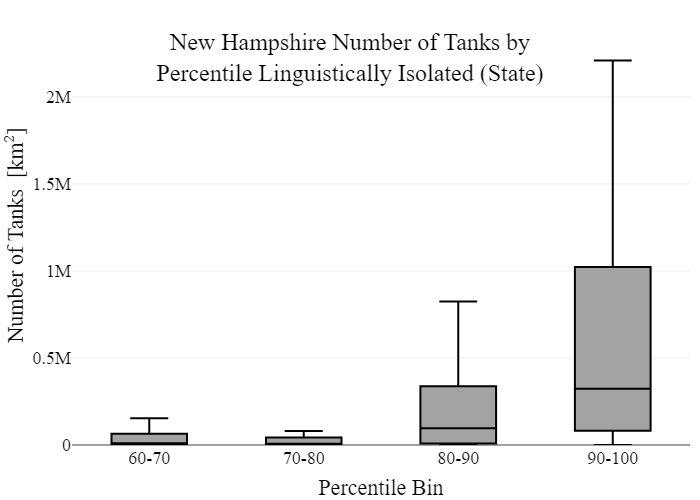 New Hampshire Number of Tanks by
Percentile Linguistically Isolated (State)
Number of Tanks [km²]
2M
1.5M
1M
0.5M
0
60-70
70-80
80-90
90-100
Percentile Bin